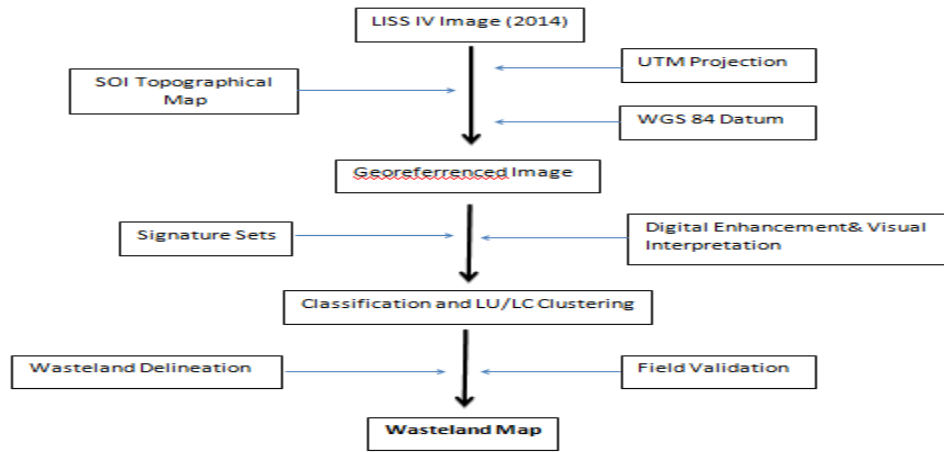 LISS IV Image (2014)
UTM Projection
SOI Topographical
Map
WGS 84 Datum
Georeferrenced Image
Signature Sets
Digital Enhancement& Visual
Interpretation
Classification and LU/LC Clustering
Wasteland Delineation
Field Validation
Wasteland Map